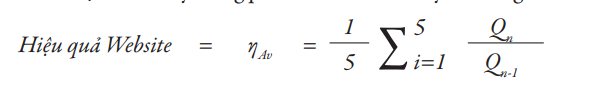 Hiệu quả Website = η_Av = 1/5 ∑_{i=1}^{5} Q_n/Q_{n-1}